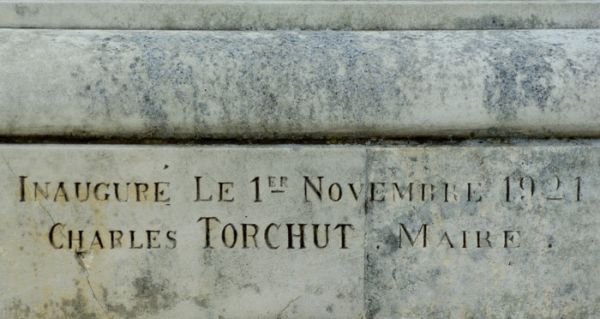 INAUGURÉ LE 1ER NOVEMBRE 1921
CHARLES TORCHUT . MAIRE .